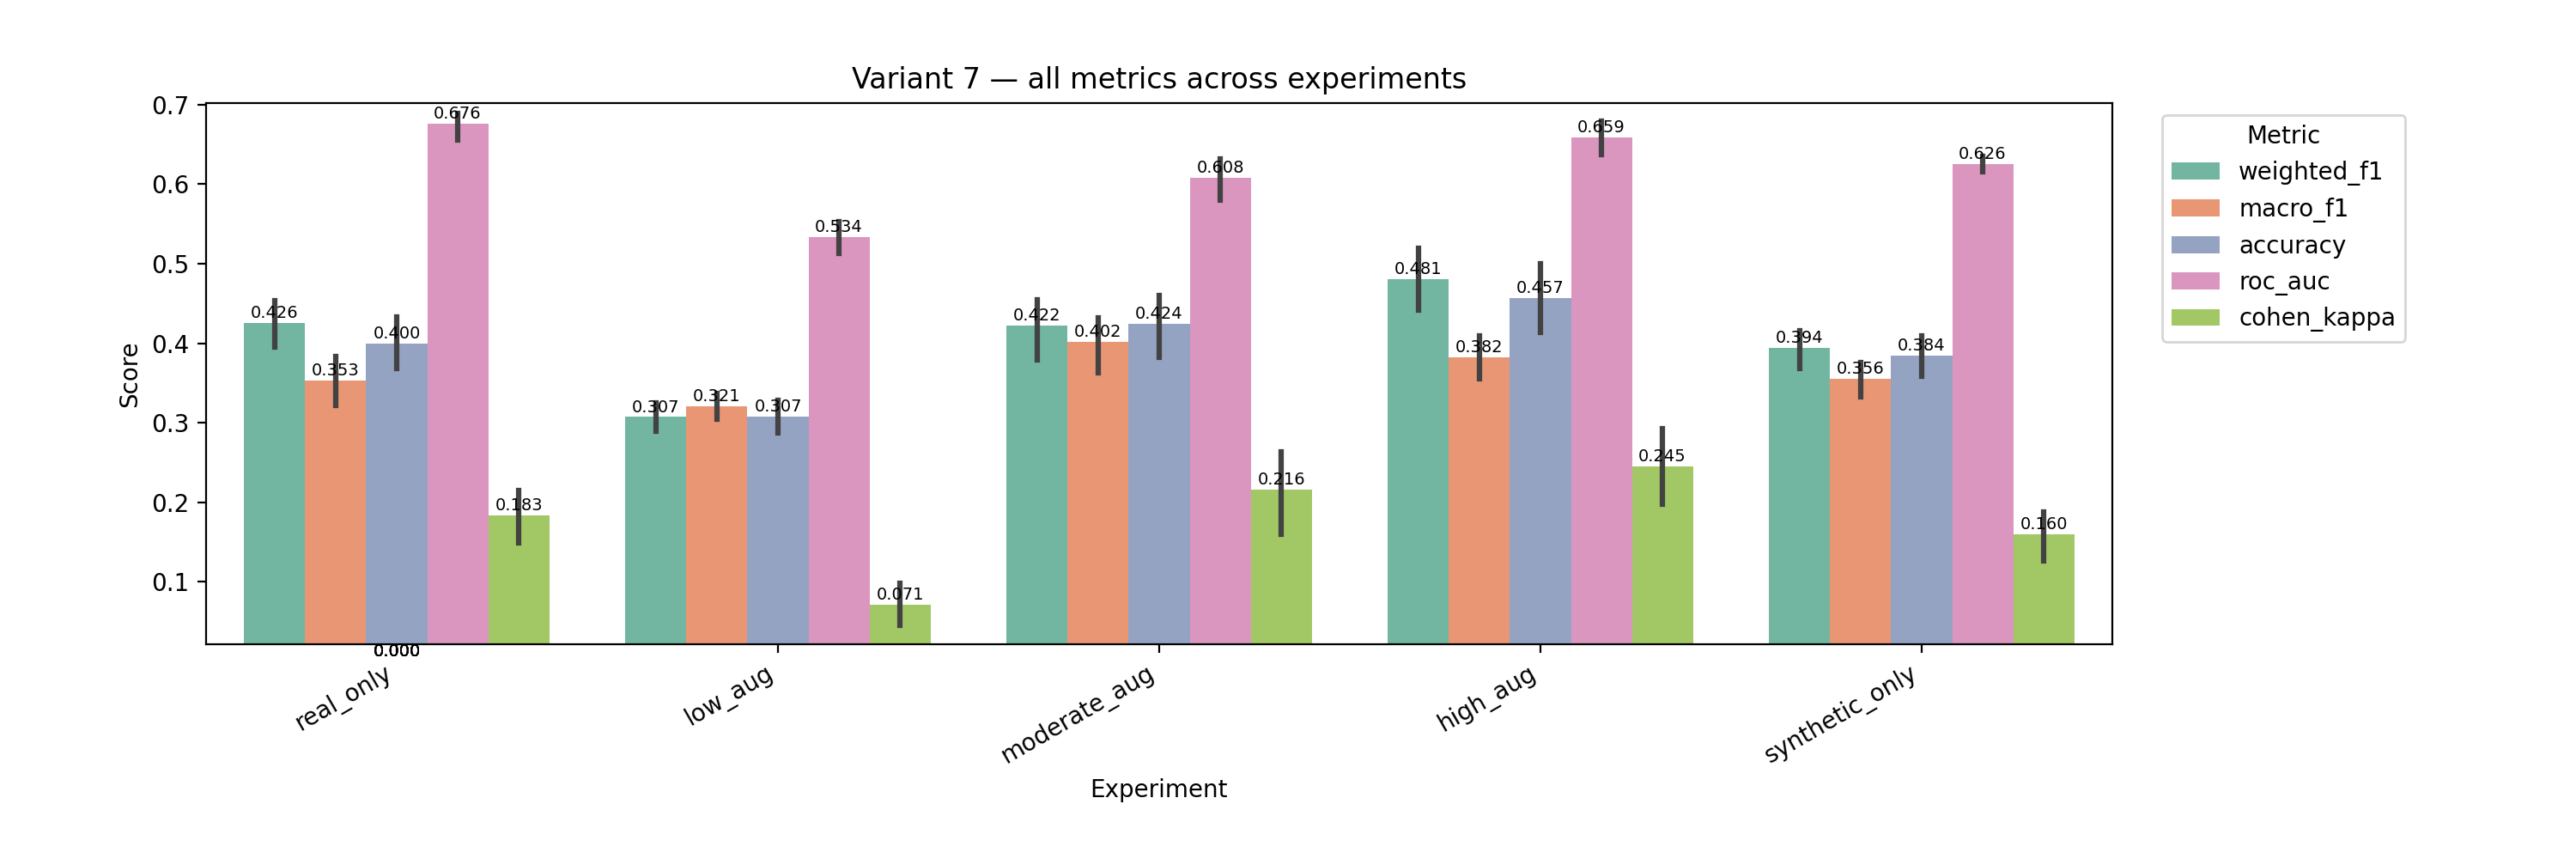 Variant 7 — all metrics across experiments
Score
0.7
0.6
0.5
0.4
0.3
0.2
0.1
0.426
0.353
0.400
0.676
0.183
0.307
0.321
0.307
0.534
0.071
0.422
0.402
0.424
0.608
0.216
0.481
0.382
0.457
0.659
0.245
0.394
0.356
0.384
0.626
0.160
0.000
real_only
low_aug
moderate_aug
high_aug
synthetic_only
Experiment
Metric
weighted_f1
macro_f1
accuracy
roc_auc
cohen_kappa